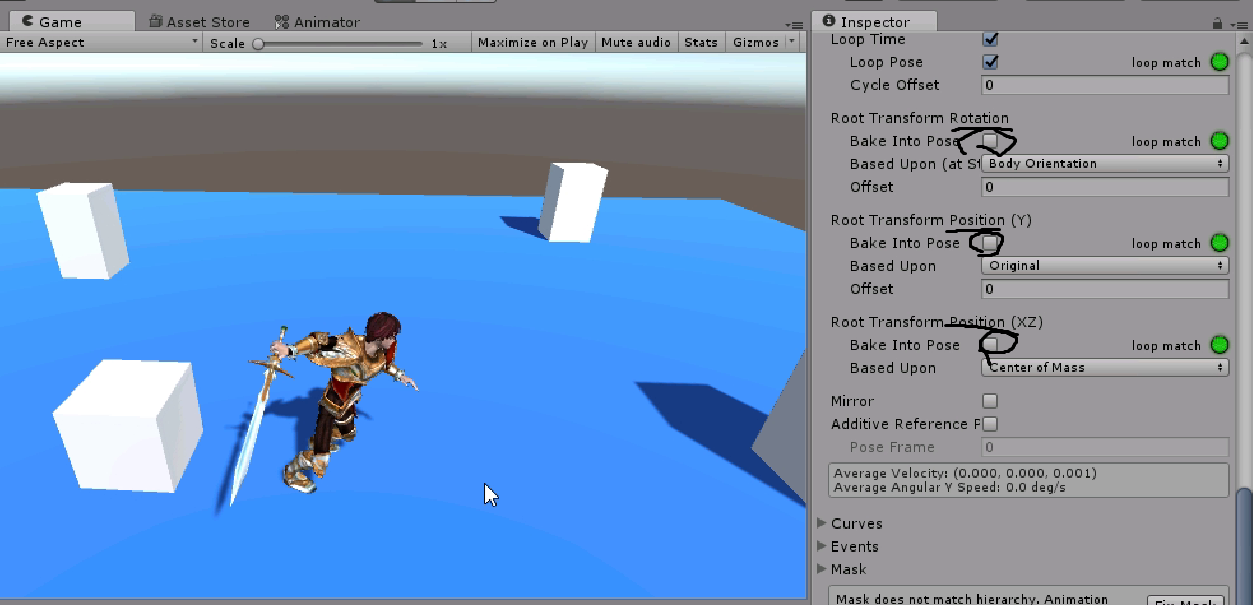 Game
Asset Store
Animator
Inspector
Free Aspect
Scale
1x
Maximize on Play
Mute audio
Stats
Gizmos
Loop Time
Loop Pose
loop match
Cycle Offset
0
Root Transform Rotation
Bake Into Pose
loop match
Based Upon (at St
Body Orientation
Offset
0
Root Transform Position (Y)
Bake Into Pose
loop match
Based Upon
Original
Offset
0
Root Transform Position (XZ)
Bake Into Pose
loop match
Based Upon
Center of Mass
Mirror
Additive Reference P
Pose Frame
0
Average Velocity: (0.000, 0.000, 0.001)
Average Angular Y Speed: 0.0 deg/s
Curves
Events
Mask
Mask does not match hierarchy. Animation
Fix Mask